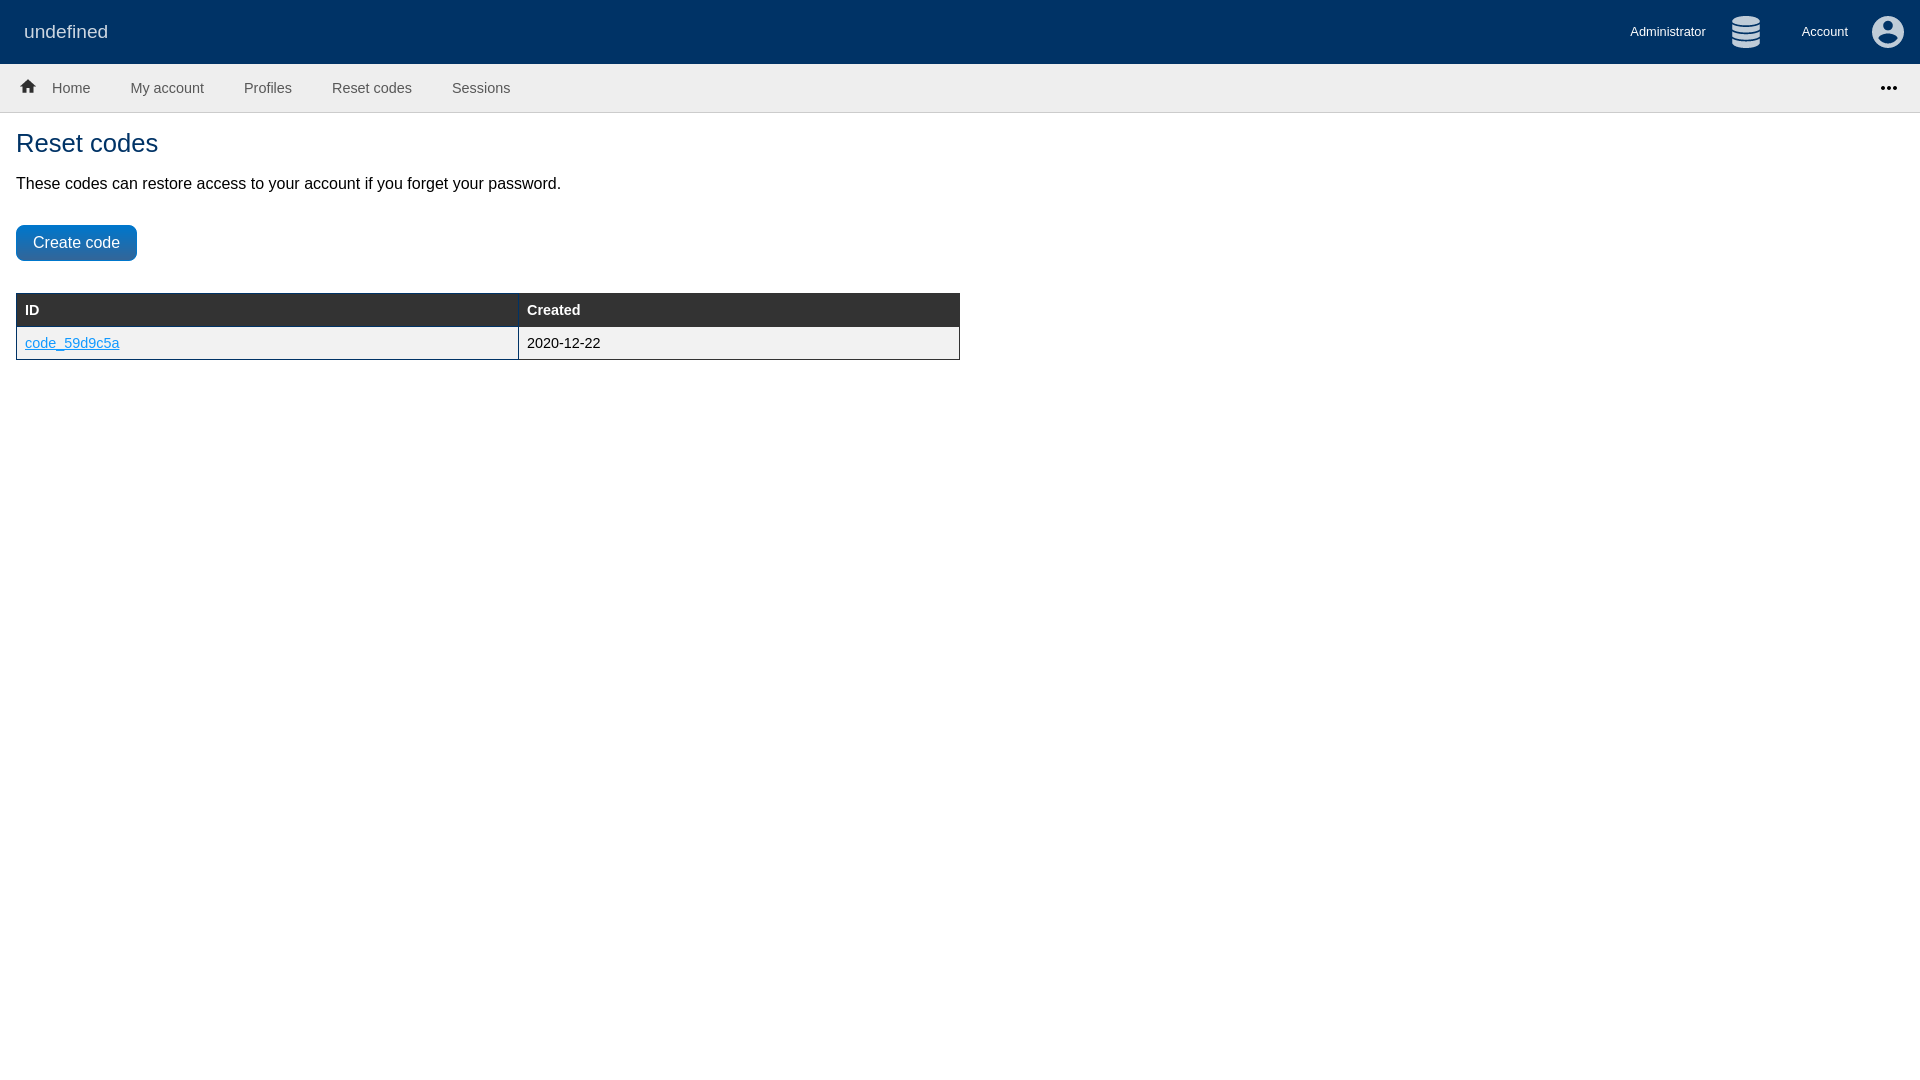 undefined
Administrator
Account
Home
My account
Profiles
Reset codes
Sessions
Reset codes
These codes can restore access to your account if you forget your password.
Create code
ID
Created
code_59d9c5a
2020-12-22